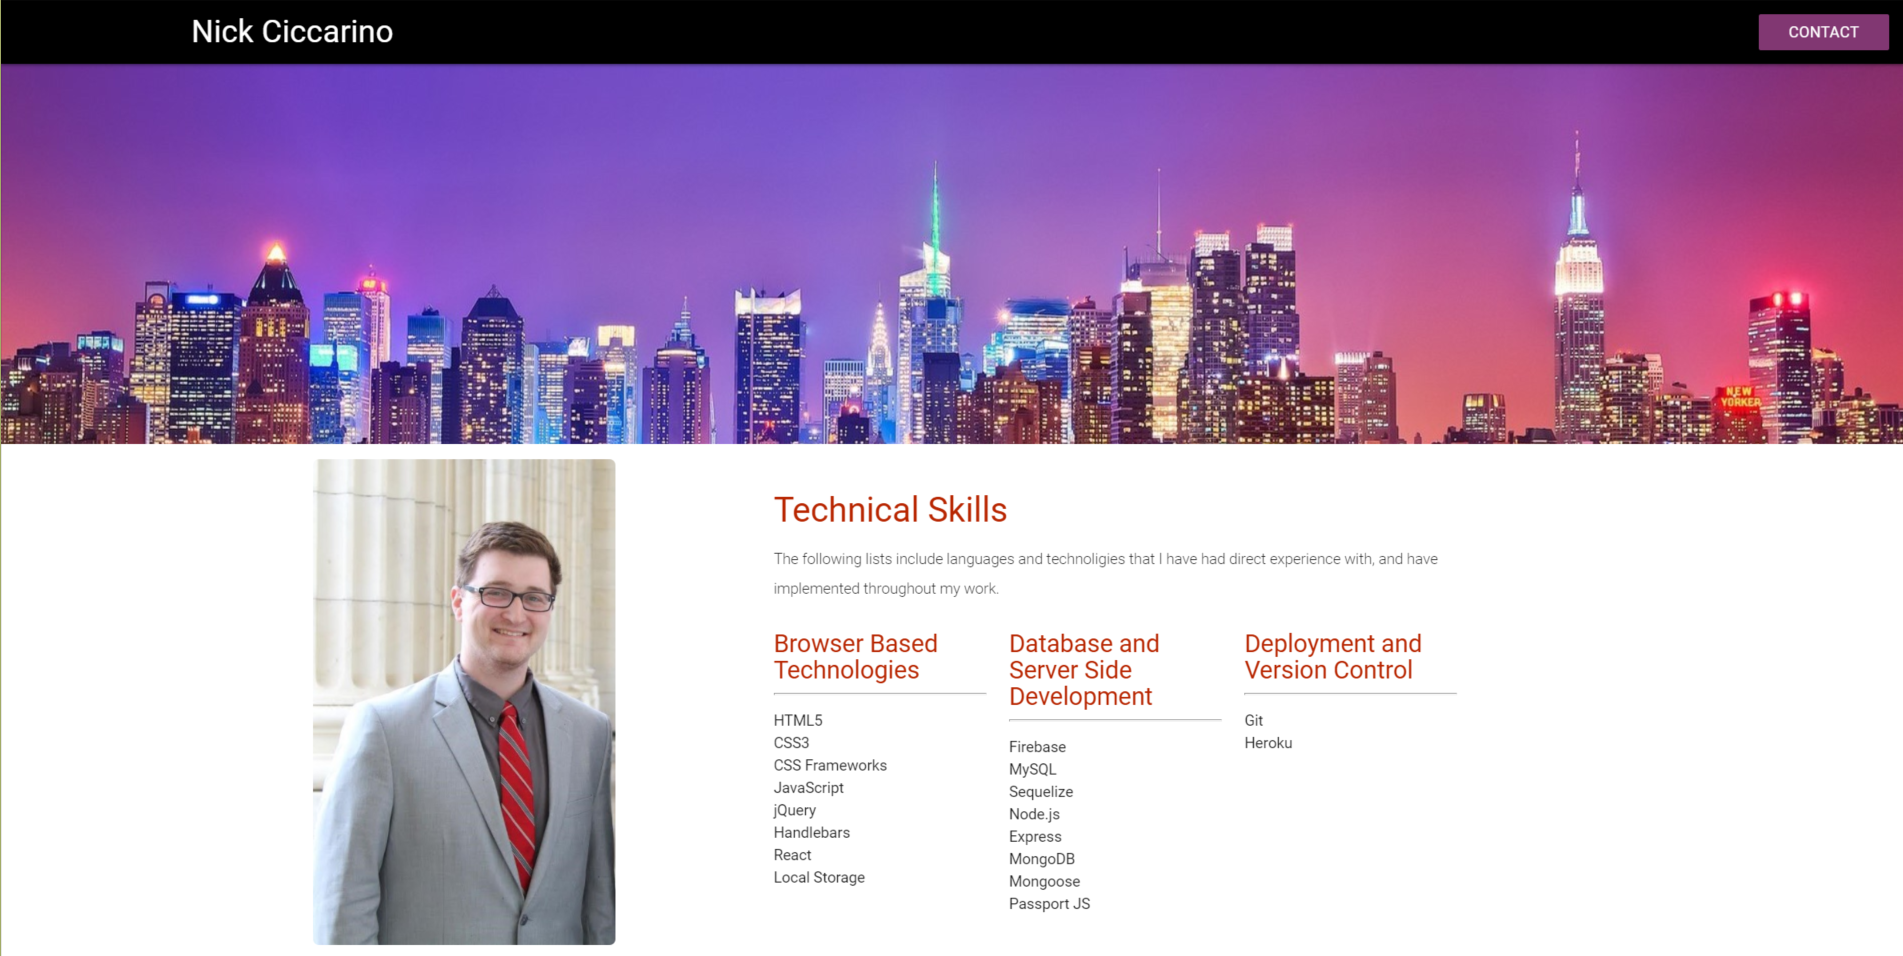 Nick Ciccarino
CONTACT
NEW
YORKER
Technical Skills
The following lists include languages and technoligies that I have had direct experience with, and have
implemented throughout my work.
Browser Based
Technologies
HTML5
CSS3
CSS Frameworks
JavaScript
jQuery
Handlebars
React
Local Storage
Database and
Server Side
Development
Firebase
MySQL
Sequelize
Node.js
Express
MongoDB
Mongoose
Passport JS
Deployment and
Version Control
Git
Heroku